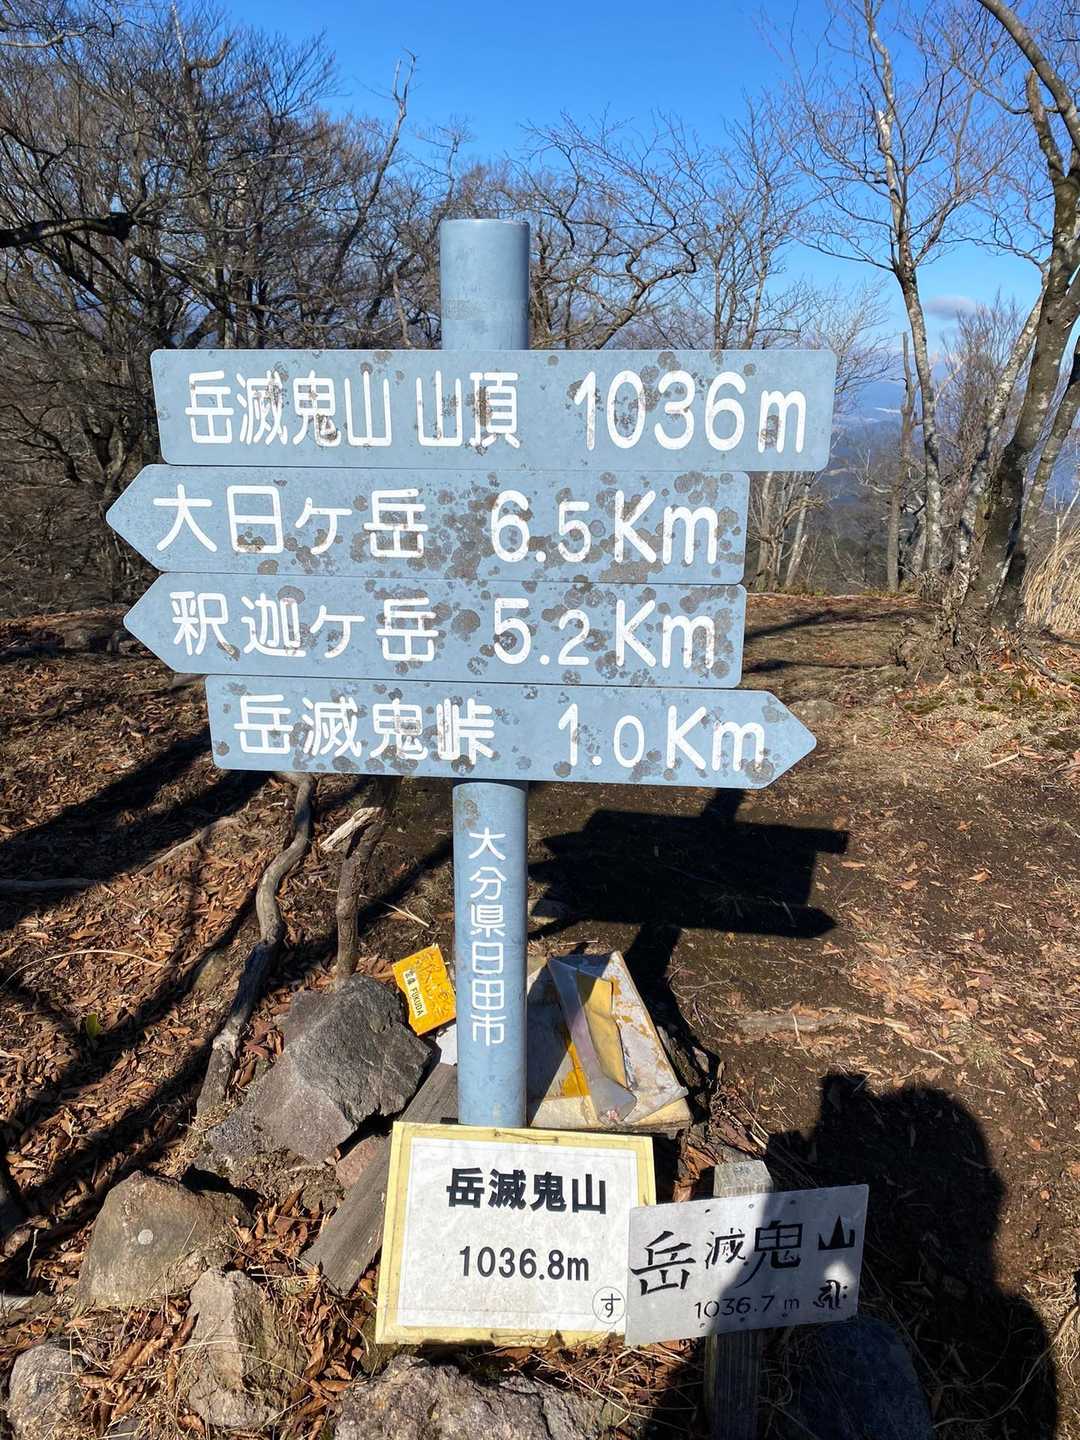 岳滅鬼山 山頂 1036m
大日ケ岳 6.5Km
釈迦ケ岳 5.2Km
岳滅鬼峠 1.0Km
大分県日田市
FUKUDA
岳滅鬼山
1036.8m
す
岳滅鬼山
1036.7m